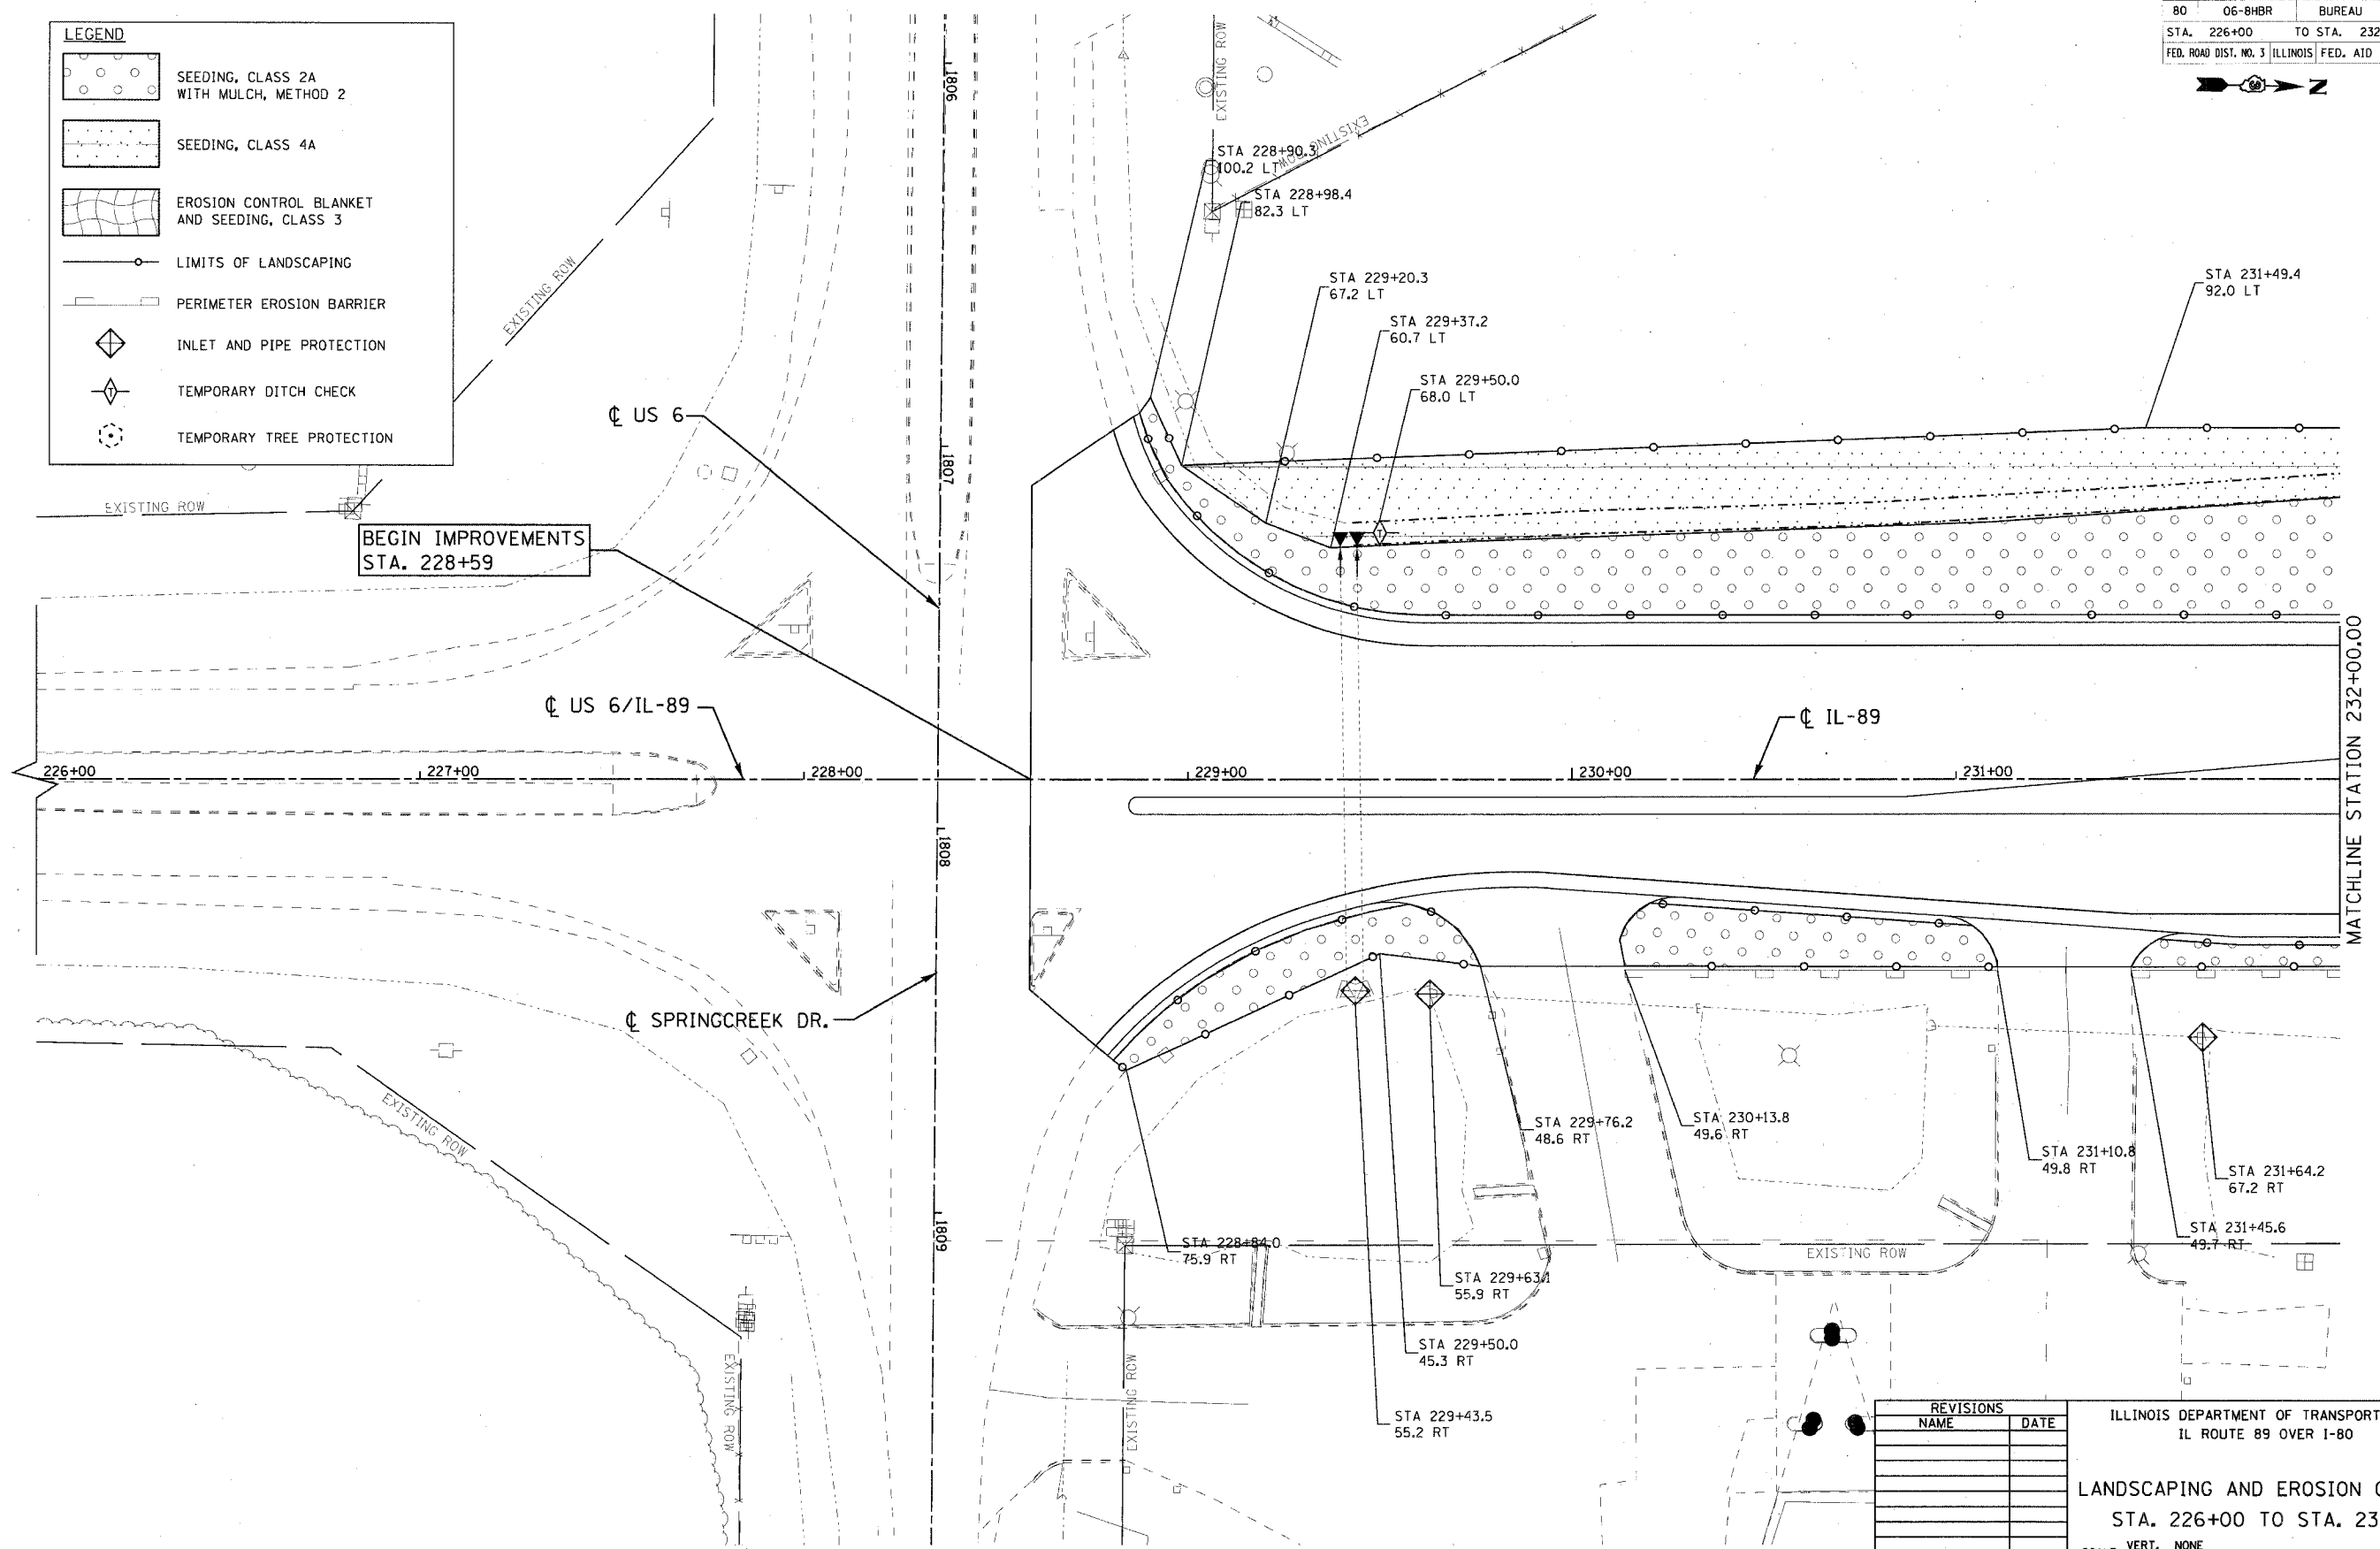 LEGEND
SEEDING, CLASS 2A
WITH MULCH, METHOD 2
SEEDING, CLASS 4A
EROSION CONTROL BLANKET
AND SEEDING, CLASS 3
LIMITS OF LANDSCAPING
PERIMETER EROSION BARRIER
INLET AND PIPE PROTECTION
T
TEMPORARY DITCH CHECK
TEMPORARY TREE PROTECTION
80 06-8HBR BUREAU
STA. 226+00 TO STA. 232
FED. ROAD DIST. NO. 3 ILLINOIS FED. AID
N
1806
EXISTING ROW
EXISTING ROW
STA 228+90.3
100.2 LT
STA 228+98.4
82.3 LT
EXISTING ROW
STA 229+20.3
67.2 LT
STA 231+49.4
92.0 LT
STA 229+37.2
60.7 LT
STA 229+50.0
68.0 LT
℄ US 6
1807
T
EXISTING ROW
BEGIN IMPROVEMENTS
STA. 228+59
℄ US 6/IL-89
℄ IL-89
MATCHLINE STATION 232+00.00
226+00
227+00
228+00
229+00
230+00
231+00
1808
℄ SPRINGCREEK DR.
EXISTING ROW
STA 229+76.2
48.6 RT
STA 230+13.8
49.6 RT
STA 231+10.8
49.8 RT
STA 231+64.2
67.2 RT
1809
STA 228+84.0
75.9 RT
STA 231+45.6
49.7 RT
EXISTING ROW
STA 229+63.1
55.9 RT
STA 229+50.0
45.3 RT
STA 229+43.5
55.2 RT
EXISTING ROW
EXISTING ROW
REVISIONS
NAME DATE
ILLINOIS DEPARTMENT OF TRANSPORT
IL ROUTE 89 OVER I-80
LANDSCAPING AND EROSION
STA. 226+00 TO STA. 23
VERT. NONE